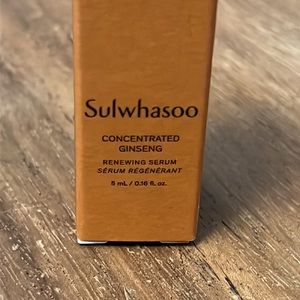 Sulwhasoo
CONCENTRATED
GINSENG
RENEWING SERUM
SÉRUM RÉGÉNÉRANT
5 mL / 0.16 fl. oz.